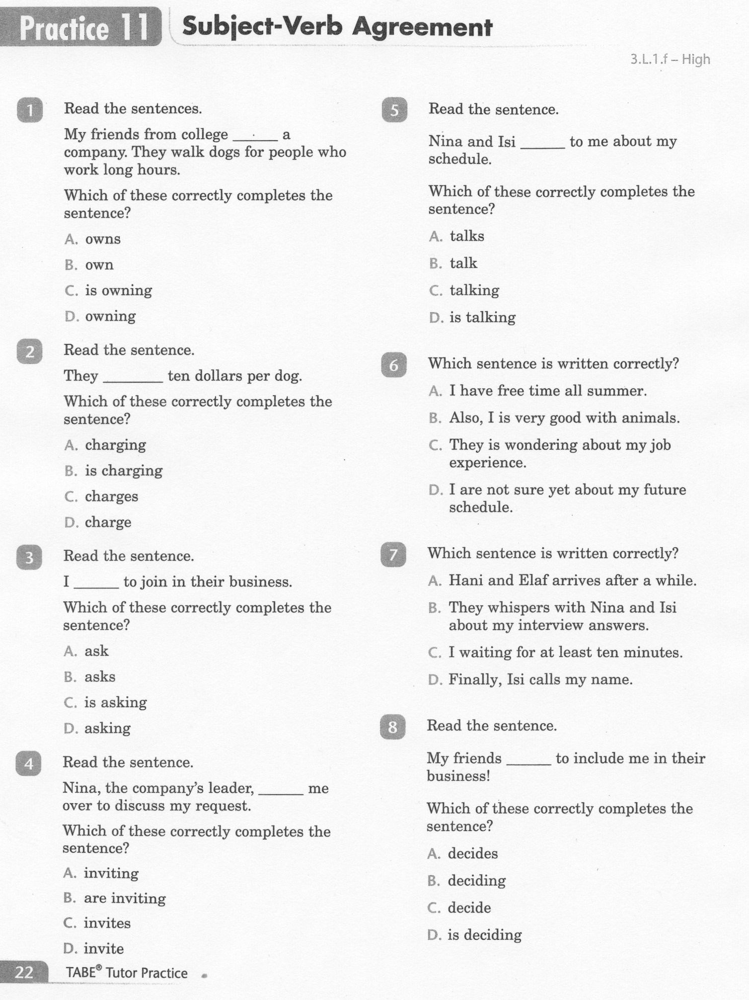 Practice 11
Subject-Verb Agreement
3.L.1.f – High
1
Read the sentences.
My friends from college ______ a
company. They walk dogs for people who
work long hours.
Which of these correctly completes the
sentence?
A. owns
B. own
C. is owning
D. owning
2
Read the sentence.
They ________ ten dollars per dog.
Which of these correctly completes the
sentence?
A. charging
B. is charging
C. charges
D. charge
3
Read the sentence.
I ______ to join in their business.
Which of these correctly completes the
sentence?
A. ask
B. asks
C. is asking
D. asking
4
Read the sentence.
Nina, the company’s leader, ______ me
over to discuss my request.
Which of these correctly completes the
sentence?
A. inviting
B. are inviting
C. invites
D. invite
5
Read the sentence.
Nina and Isi ______ to me about my
schedule.
Which of these correctly completes the
sentence?
A. talks
B. talk
C. talking
D. is talking
6
Which sentence is written correctly?
A. I have free time all summer.
B. Also, I is very good with animals.
C. They is wondering about my job
experience.
D. I are not sure yet about my future
schedule.
7
Which sentence is written correctly?
A. Hani and Elaf arrives after a while.
B. They whispers with Nina and Isi
about my interview answers.
C. I waiting for at least ten minutes.
D. Finally, Isi calls my name.
8
Read the sentence.
My friends ______ to include me in their
business!
Which of these correctly completes the
sentence?
A. decides
B. deciding
C. decide
D. is deciding
22
TABE® Tutor Practice